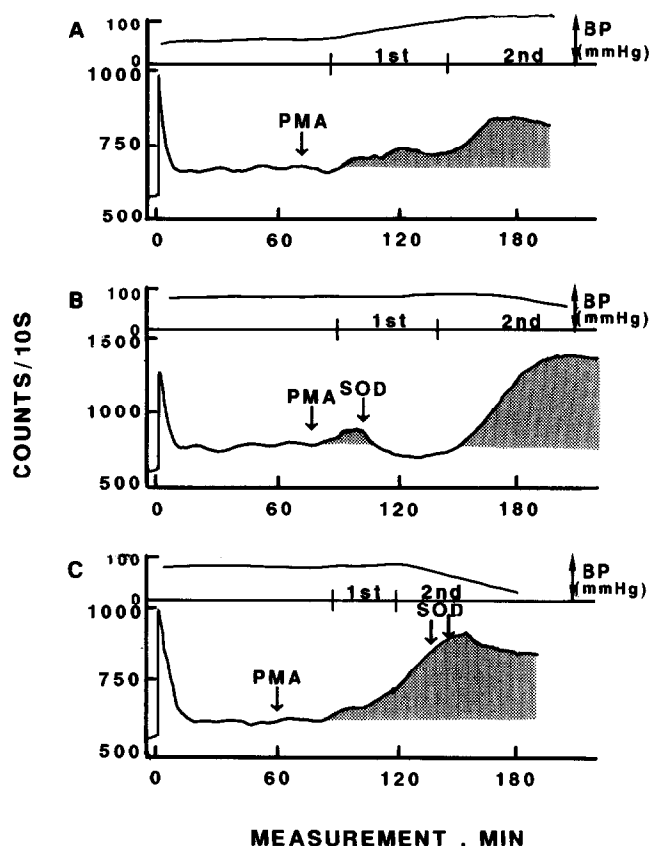 A
100
0
BP
(mmHg)
1st
2nd
1000
750
500
PMA
0
60
120
180
B
100
0
BP
(mmHg)
1st
2nd
1500
1000
500
PMA
SOD
0
60
120
180
C
100
0
BP
(mmHg)
1st
2nd
SOD
1000
750
500
PMA
0
60
120
180
COUNTS/10S
MEASUREMENT . MIN